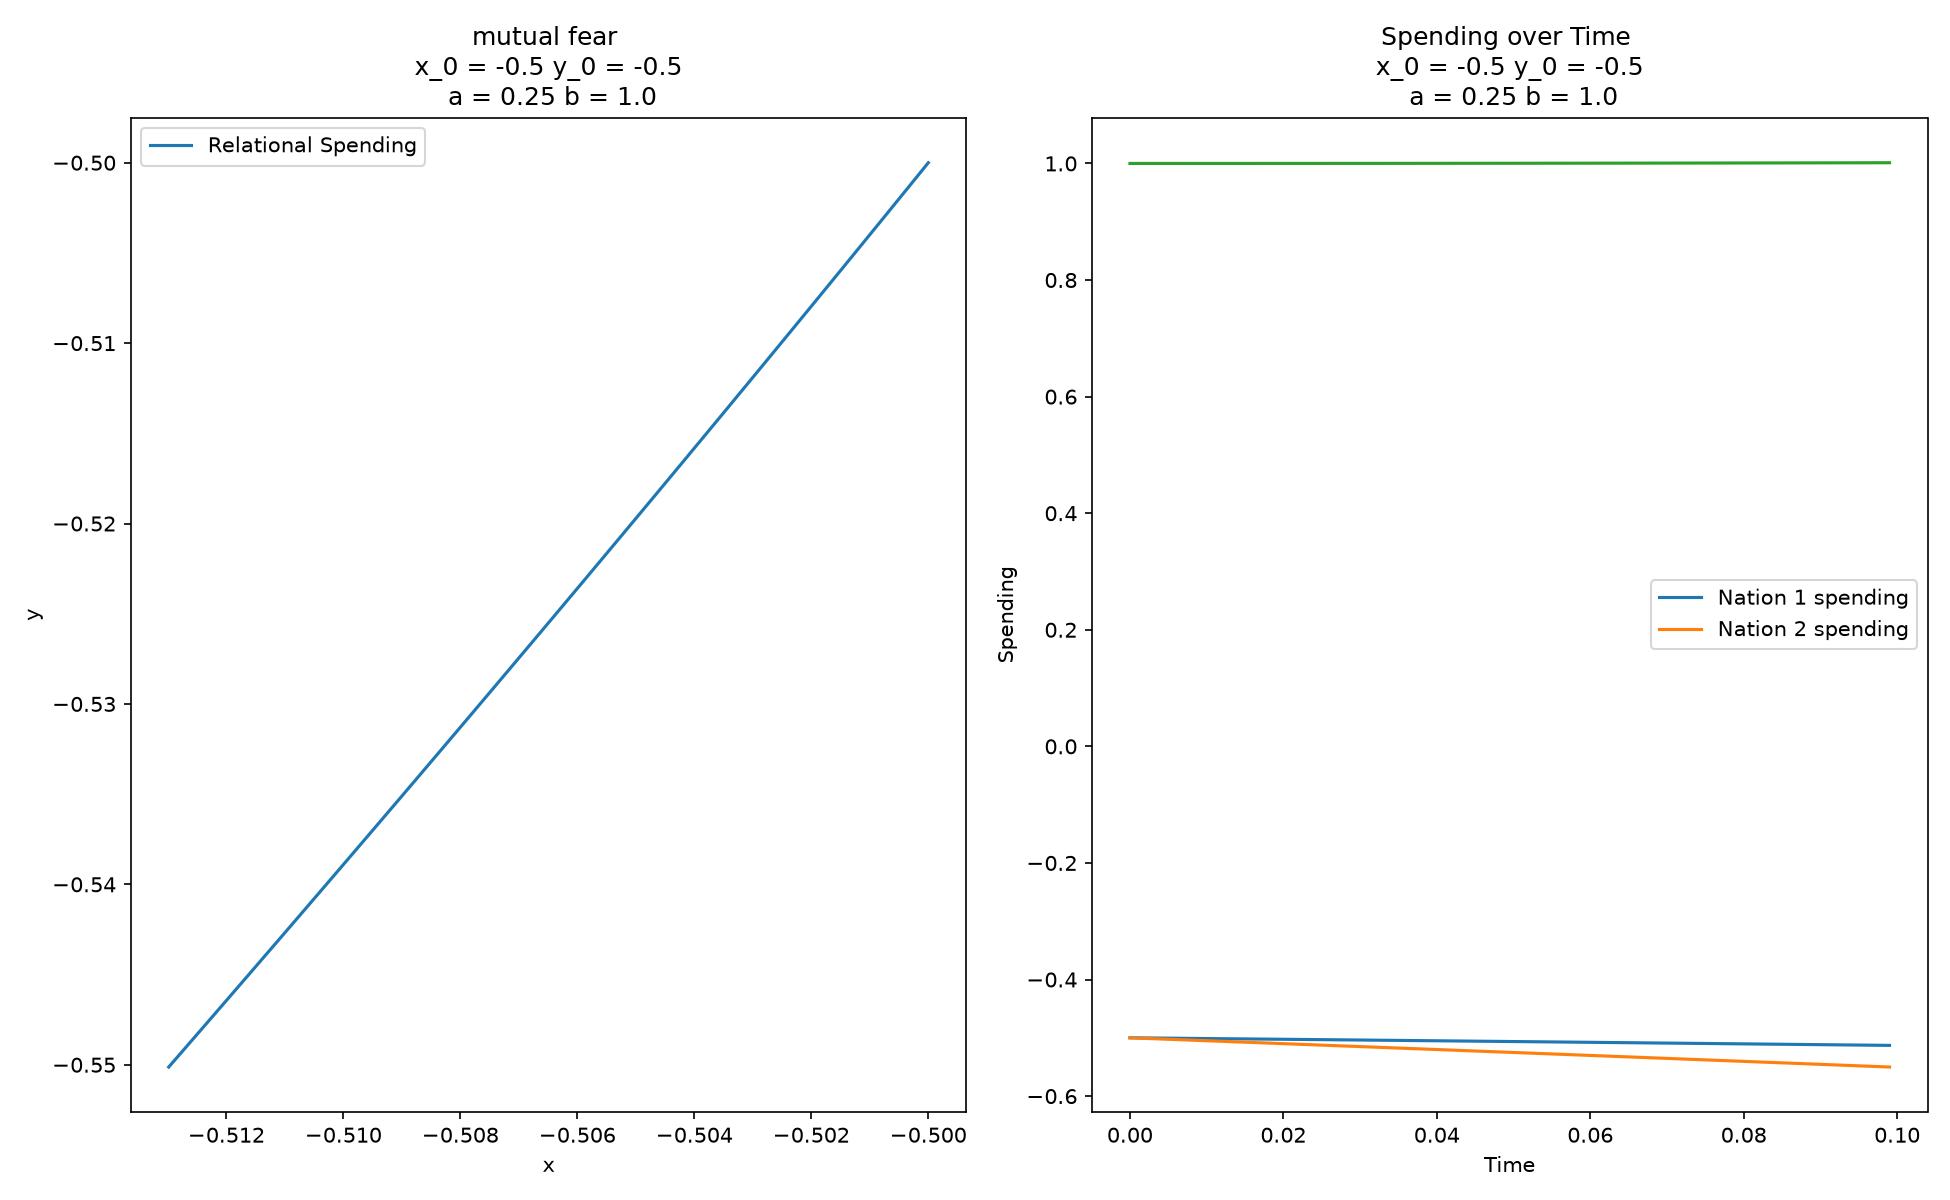 mutual fear
x_0 = -0.5 y_0 = -0.5
a = 0.25 b = 1.0
Relational Spending
−0.50
−0.51
−0.52
−0.53
−0.54
−0.55
y
−0.512
−0.510
−0.508
−0.506
−0.504
−0.502
−0.500
x
Spending over Time
x_0 = -0.5 y_0 = -0.5
a = 0.25 b = 1.0
1.0
0.8
0.6
0.4
0.2
0.0
−0.2
−0.4
−0.6
Spending
Nation 1 spending
Nation 2 spending
0.00
0.02
0.04
0.06
0.08
0.10
Time